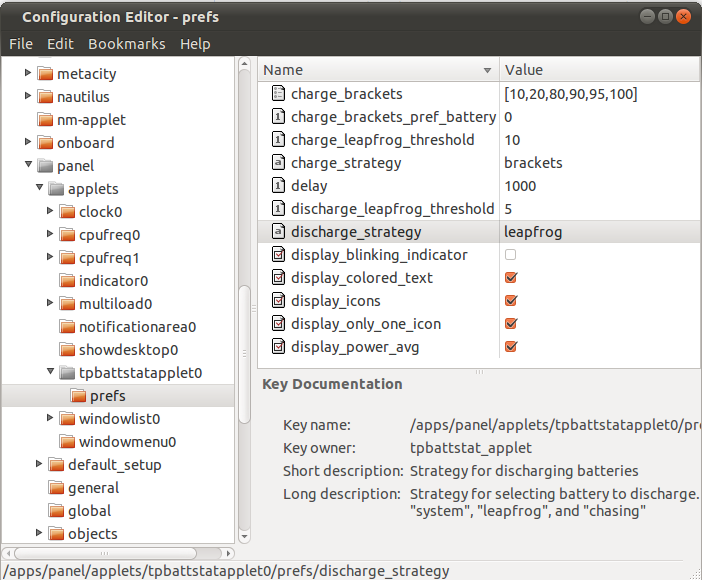 Configuration Editor - prefs
File Edit Bookmarks Help
metacity
nautilus
nm-applet
onboard
panel
applets
clock0
cpufreq0
cpufreq1
indicator0
multiload0
notificationarea0
showdesktop0
tpbattstatapplet0
prefs
windowlist0
windowmenu0
default_setup
general
global
objects
Name Value
charge_brackets [10,20,80,90,95,100]
charge_brackets_pref_battery 0
charge_leapfrog_threshold 10
charge_strategy brackets
delay 1000
discharge_leapfrog_threshold 5
discharge_strategy leapfrog
display_blinking_indicator
display_colored_text
display_icons
display_only_one_icon
display_power_avg
Key Documentation
Key name: /apps/panel/applets/tpbattstatapplet0/pre
Key owner: tpbattstat_applet
Short description: Strategy for discharging batteries
Long description: Strategy for selecting battery to discharge.
"system", "leapfrog", and "chasing"
/apps/panel/applets/tpbattstatapplet0/prefs/discharge_strategy